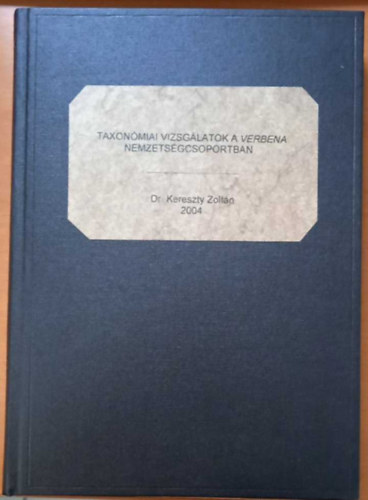 TAXONÓMIAI VIZSGÁLATOK A VERBENA
NEMZETSÉGCSOPORTBAN
Dr. Kereszty Zoltán
2004